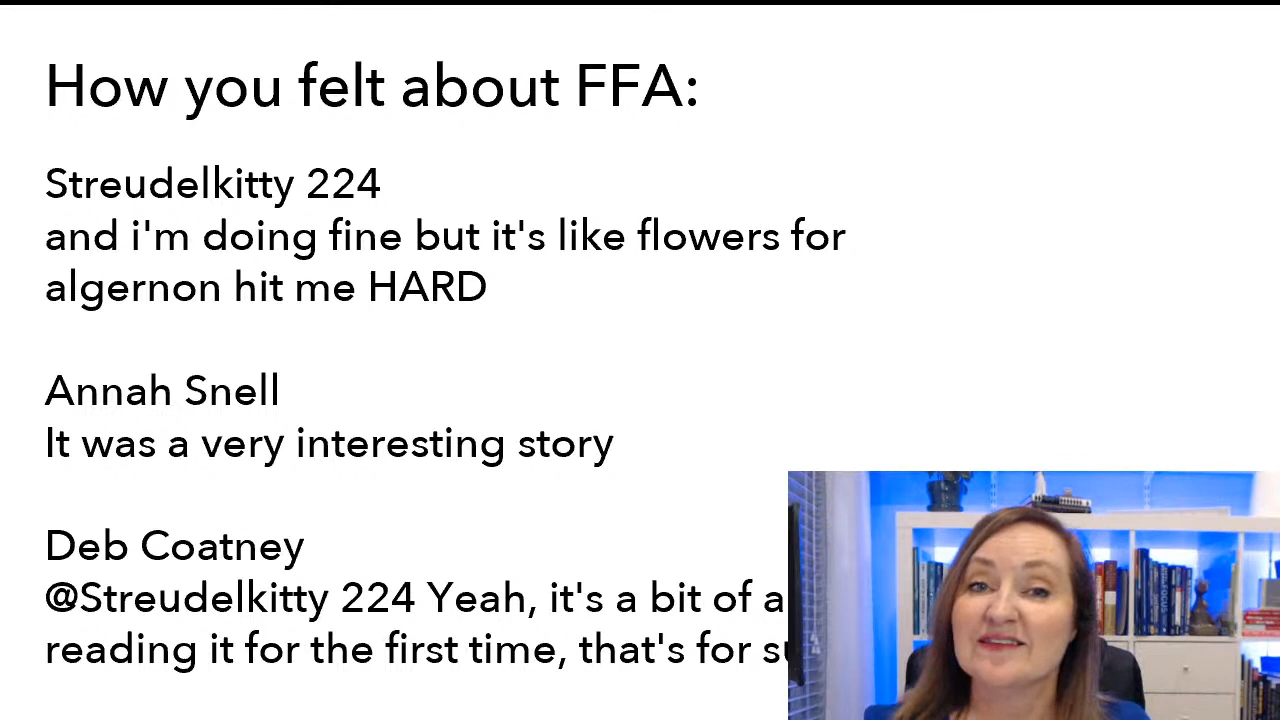 How you felt about FFA:
Streudelkitty 224
and i'm doing fine but it's like flowers for
algernon hit me HARD
Annah Snell
It was a very interesting story
Deb Coatney
@Streudelkitty 224 Yeah, it's a bit of a
reading it for the first time, that's for